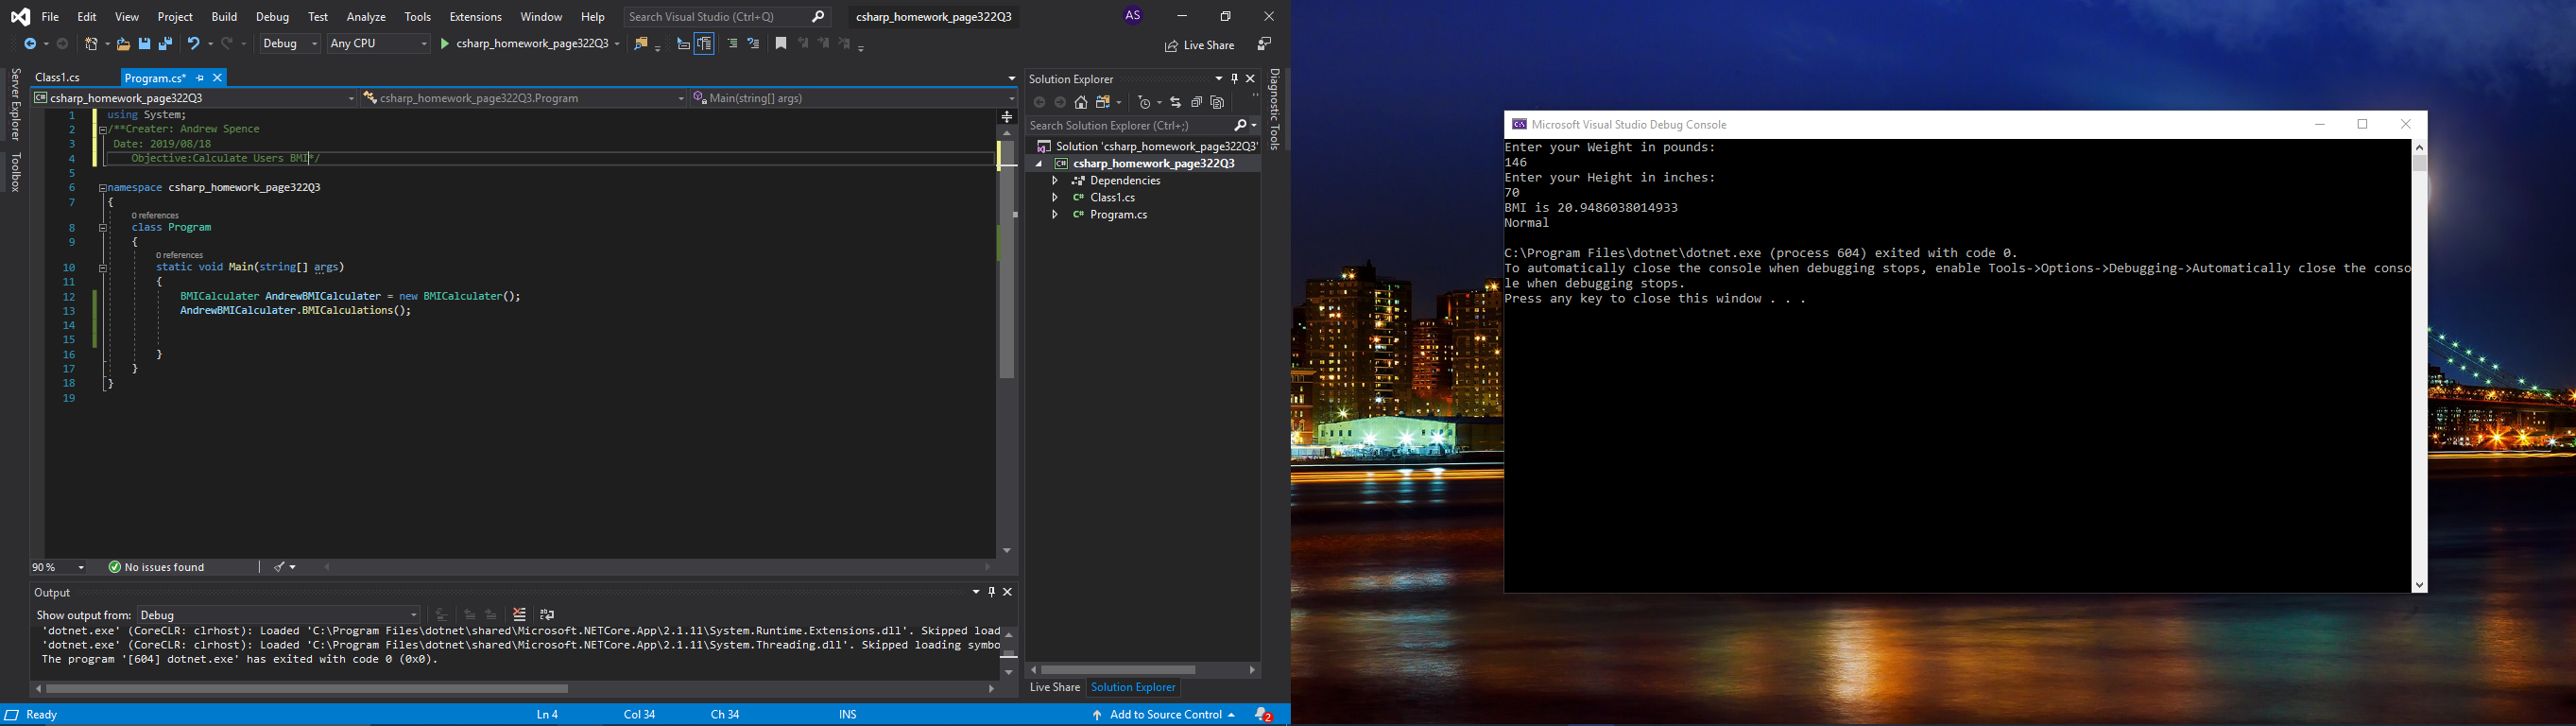 File Edit View Project Build Debug Test Analyze Tools Extensions Window Help Search Visual Studio (Ctrl+Q) csharp_homework_page322Q3 AS
Debug Any CPU csharp_homework_page322Q3 Live Share
Server Explorer
Toolbox
Class1.cs Program.cs*
csharp_homework_page322Q3 csharp_homework_page322Q3.Program Main(string[] args)
1 using System;
2 /**Creater: Andrew Spence
3 Date: 2019/08/18
4 Objective:Calculate Users BMI*/
5
6 namespace csharp_homework_page322Q3
7 {
0 references
8 class Program
9 {
0 references
10 static void Main(string[] args)
11 {
12 BMICalculater AndrewBMICalculater = new BMICalculater();
13 AndrewBMICalculater.BMICalculations();
14
15
16 }
17 }
18 }
19
90 % No issues found
Output
Show output from: Debug
'dotnet.exe' (CoreCLR: clrhost): Loaded 'C:\Program Files\dotnet\shared\Microsoft.NETCore.App\2.1.11\System.Runtime.Extensions.dll'. Skipped load
'dotnet.exe' (CoreCLR: clrhost): Loaded 'C:\Program Files\dotnet\shared\Microsoft.NETCore.App\2.1.11\System.Threading.dll'. Skipped loading symbo
The program '[604] dotnet.exe' has exited with code 0 (0x0).
Solution Explorer
Search Solution Explorer (Ctrl+;)
Solution 'csharp_homework_page322Q3'
C# csharp_homework_page322Q3
Dependencies
C# Class1.cs
C# Program.cs
Live Share Solution Explorer
Diagnostic Tools
Ready Ln 4 Col 34 Ch 34 INS Add to Source Control 2
Microsoft Visual Studio Debug Console
Enter your Weight in pounds:
146
Enter your Height in inches:
70
BMI is 20.9486038014933
Normal
C:\Program Files\dotnet\dotnet.exe (process 604) exited with code 0.
To automatically close the console when debugging stops, enable Tools->Options->Debugging->Automatically close the conso
le when debugging stops.
Press any key to close this window . . .